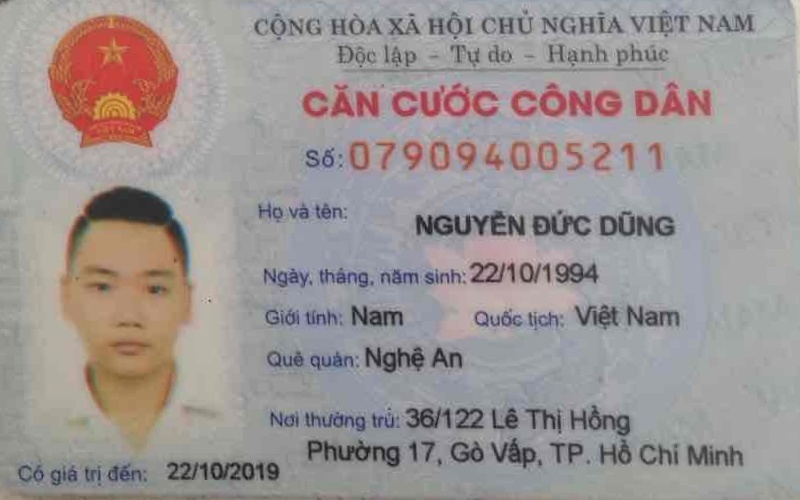 CỘNG HÒA XÃ HỘI CHỦ NGHĨA VIỆT NAM
Độc lập - Tự do - Hạnh phúc
CĂN CƯỚC CÔNG DÂN
Số: 079094005211
Họ và tên: NGUYỄN ĐỨC DŨNG
Ngày, tháng, năm sinh: 22/10/1994
Giới tính: Nam Quốc tịch: Việt Nam
Quê quán: Nghệ An
Nơi thường trú: 36/122 Lê Thị Hồng
Phường 17, Gò Vấp, TP. Hồ Chí Minh
Có giá trị đến: 22/10/2019